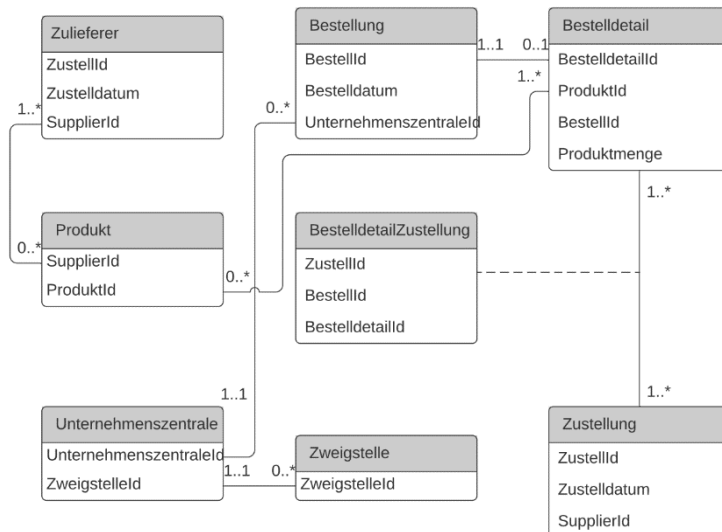 Zulieferer
ZustellId
Zustelldatum
SupplierId
1..*
0..*
Produkt
SupplierId
ProduktId
0..*
Bestellung
BestellId
Bestelldatum
UnternehmenszentraleId
0..*
1..1
0..1
1..*
Bestelldetail
BestelldetailId
ProduktId
BestellId
Produktmenge
1..*
BestelldetailZustellung
ZustellId
BestellId
BestelldetailId
1..1
Unternehmenszentrale
UnternehmenszentraleId
ZweigstelleId
1..1
0..*
Zweigstelle
ZweigstelleId
1..*
Zustellung
ZustellId
Zustelldatum
SupplierId